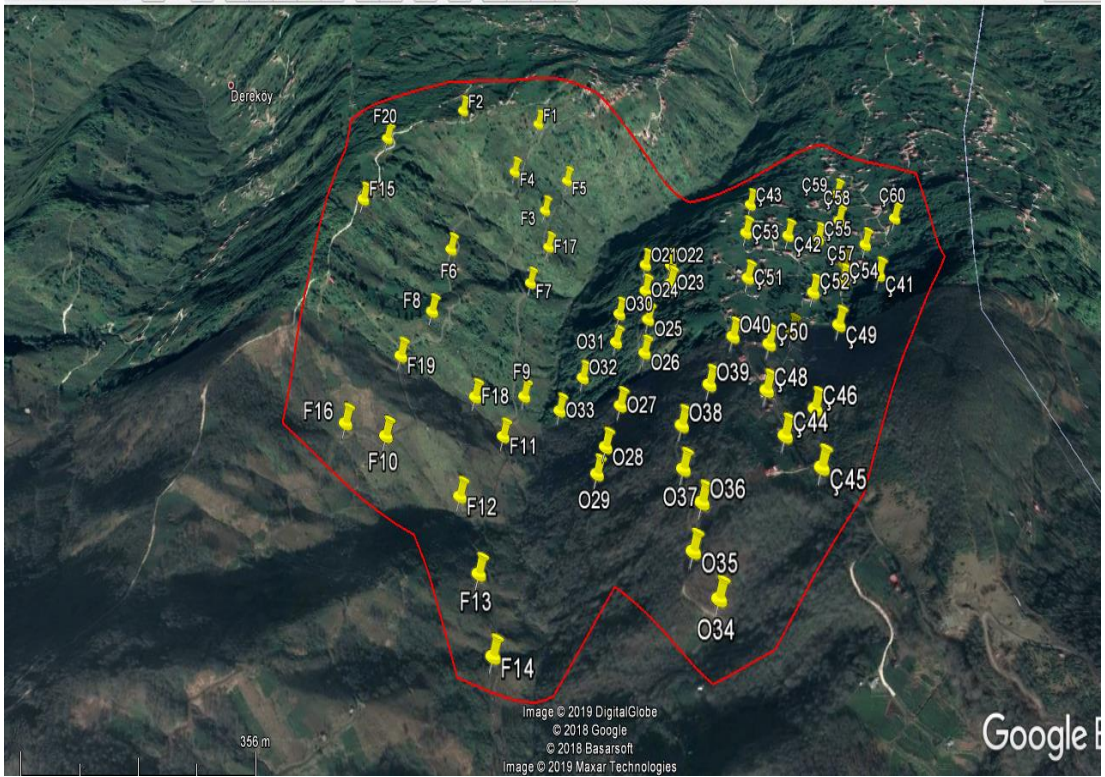 Dereköy
F2
F1
F20
F4
F5
F15
F3
F17
F6
F7
F8
F19
F18
F9
F16
F10
F11
F12
F13
F14
Ç59
Ç58
Ç60
Ç43
Ç53
Ç42
Ç55
Ç57
Ç54
Ç41
Ç51
Ç52
O21
O22
O23
O24
O30
O25
O31
O26
O32
O33
O27
O28
O29
O40
Ç50
Ç49
O39
Ç48
Ç46
O38
Ç44
Ç45
O37
O36
O35
O34
356 m
Image © 2019 DigitalGlobe
© 2018 Google
© 2018 Basarsoft
Image © 2019 Maxar Technologies
Google E